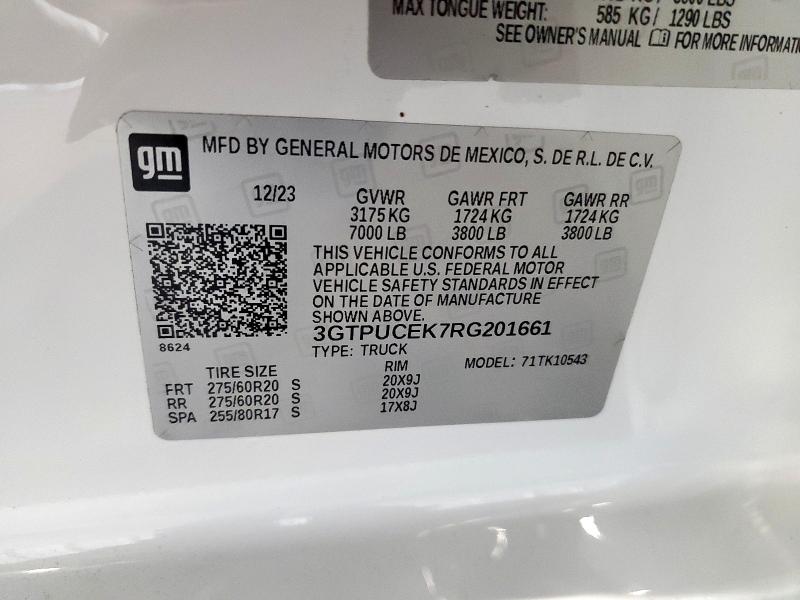 MAX TONGUE WEIGHT: 585 KG/ 1290 LBS
SEE OWNER'S MANUAL FOR MORE INFORMATI
gm
MFD BY GENERAL MOTORS DE MEXICO, S. DE R.L. DE C.V.
12/23 GVWR GAWR FRT GAWR RR
3175 KG 1724 KG 1724 KG
7000 LB 3800 LB 3800 LB
THIS VEHICLE CONFORMS TO ALL
APPLICABLE U.S. FEDERAL MOTOR
VEHICLE SAFETY STANDARDS IN EFFECT
ON THE DATE OF MANUFACTURE
SHOWN ABOVE.
3GTPUCEK7RG201661
8624
TYPE: TRUCK MODEL: 71TK10543
TIRE SIZE RIM
FRT 275/60R20 S 20X9J
RR 275/60R20 S 20X9J
SPA 255/80R17 S 17X8J